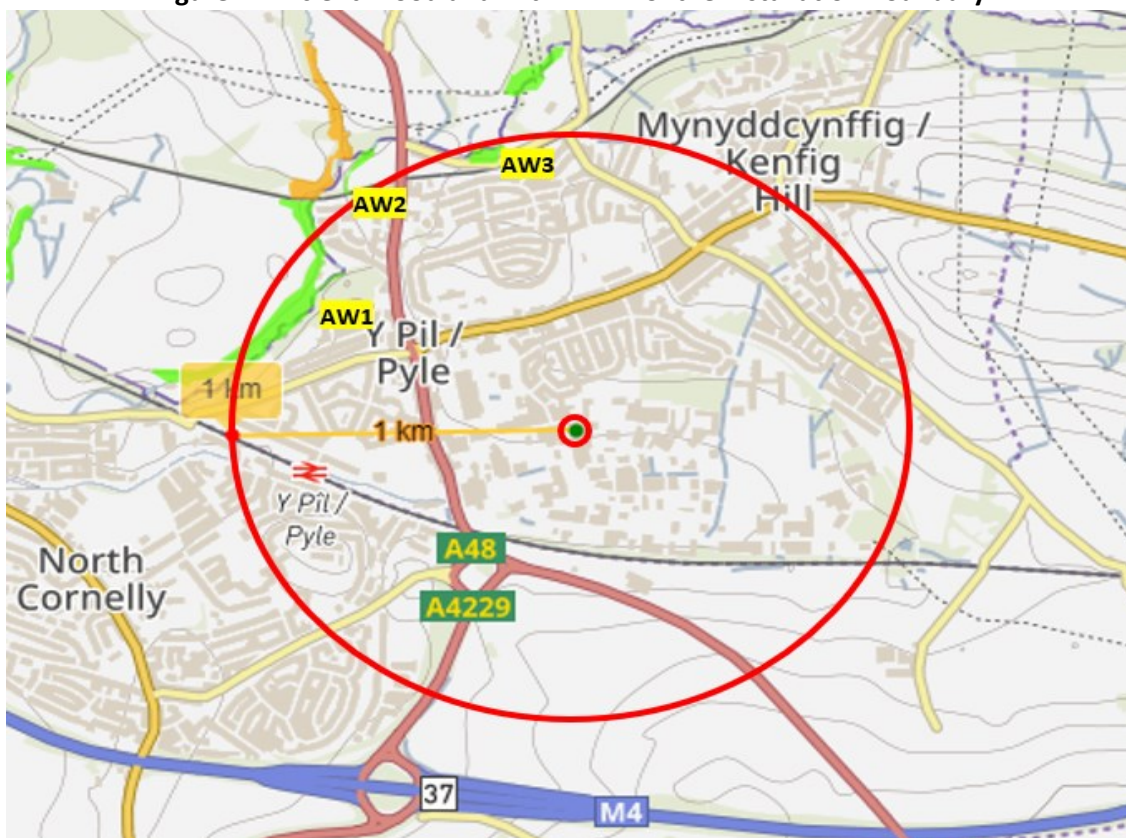 AW3
Mynyddcynffig /
Kenfig
Hill
AW2
AW1
Y Pil /
Pyle
1 km
1 km
Y Pîl /
Pyle
North
Cornelly
A48
A4229
37
M4